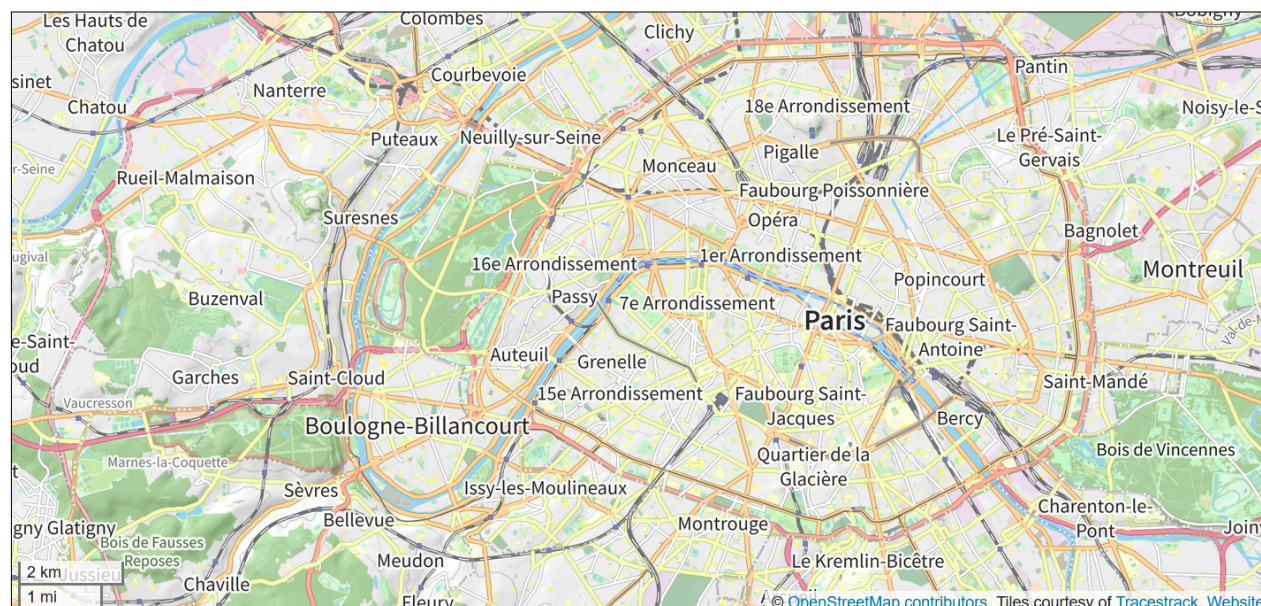 Les Hauts de
Chatou
Colombes
Clichy
Bobigny
Courbevoie
Pantin
Nanterre
Chatou
18e Arrondissement
Puteaux
Neuilly-sur-Seine
Le Pré-Saint-
Gervais
Pigalle
Monceau
Rueil-Malmaison
Faubourg-Poissonnière
Suresnes
Opéra
Bagnolet
1er Arrondissement
16e Arrondissement
Montreuil
Popincourt
Buzenval
Passy
7e Arrondissement
Paris
Faubourg Saint-
Antoine
Auteuil
Grenelle
Garches
Saint-Cloud
Saint-Mandé
Vaucresson
15e Arrondissement
Faubourg Saint-
Jacques
Boulogne-Billancourt
Bercy
Bois de Vincennes
Marnes-la-Coquette
Quartier de la
Glacière
Sèvres
Issy-les-Moulineaux
Charenton-le-
Pont
Bellevue
Montrouge
Bois de Fausses
Reposes
Meudon
Le Kremlin-Bicêtre
2 km
Jussieu
Chaville
1 mi
Fleury
© OpenStreetMap contributors, Tiles courtesy of Tracestrack, Website